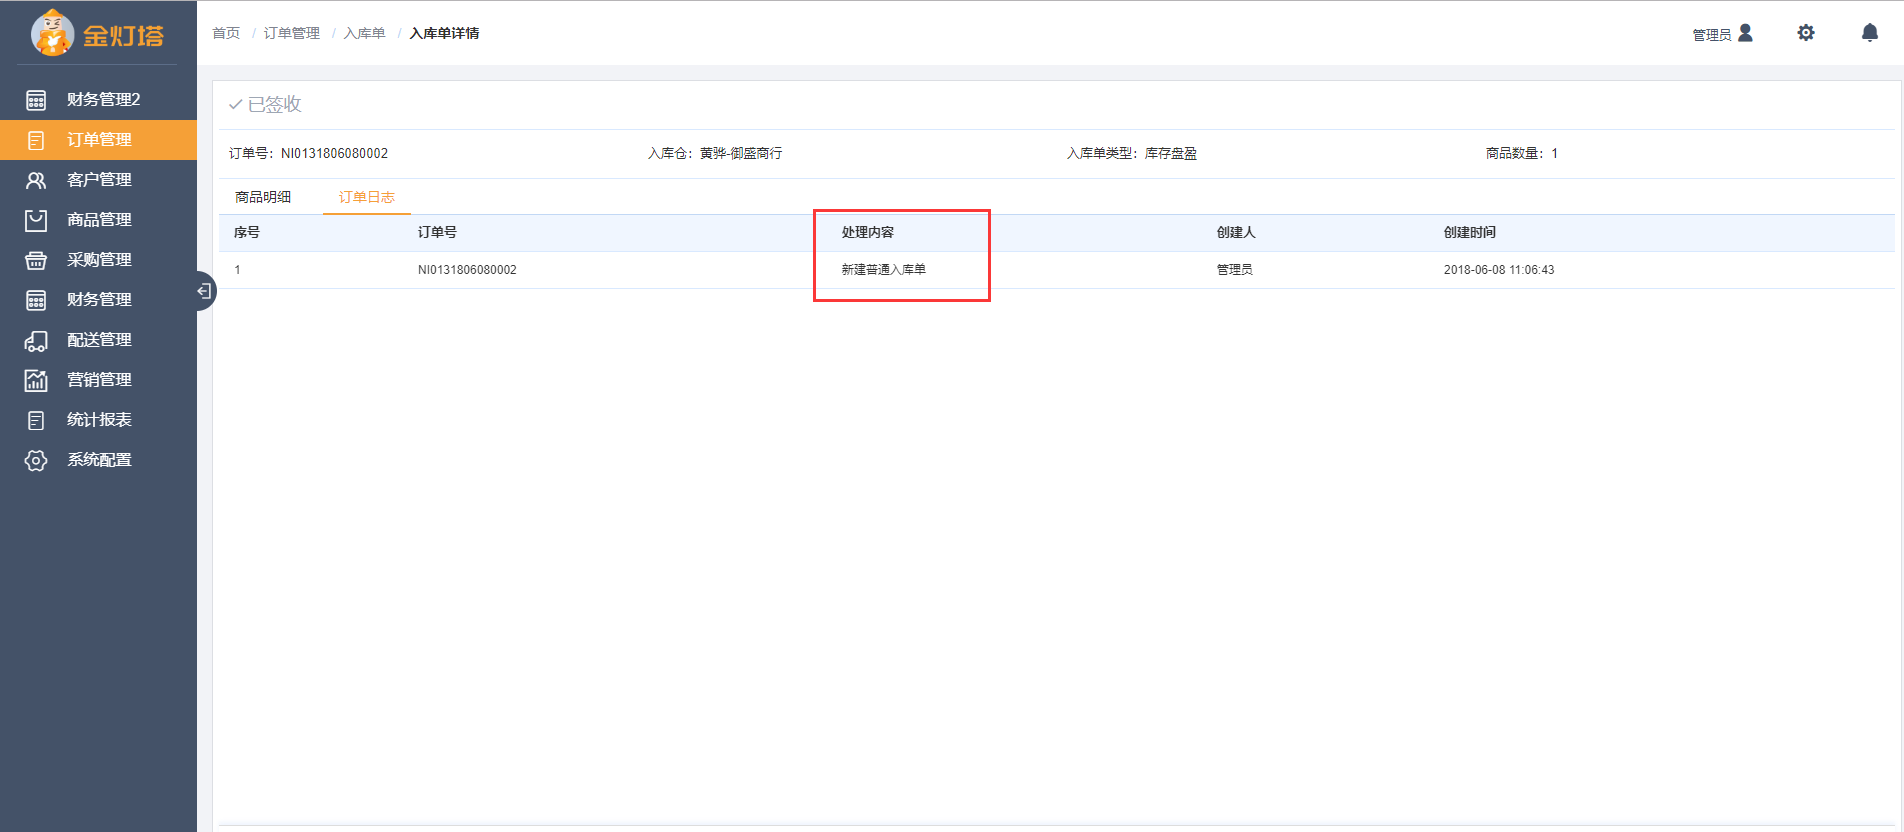 金灯塔
首页 / 订单管理 / 入库单 / 入库单详情
管理员
财务管理2
订单管理
客户管理
商品管理
采购管理
财务管理
配送管理
营销管理
统计报表
系统配置
已签收
订单号：NI0131806080002 入库仓：黄骅-御盛商行 入库单类型：库存盘盈 商品数量：1
商品明细 订单日志
序号 订单号 处理内容 创建人 创建时间
1 NI0131806080002 新建普通入库单 管理员 2018-06-08 11:06:43